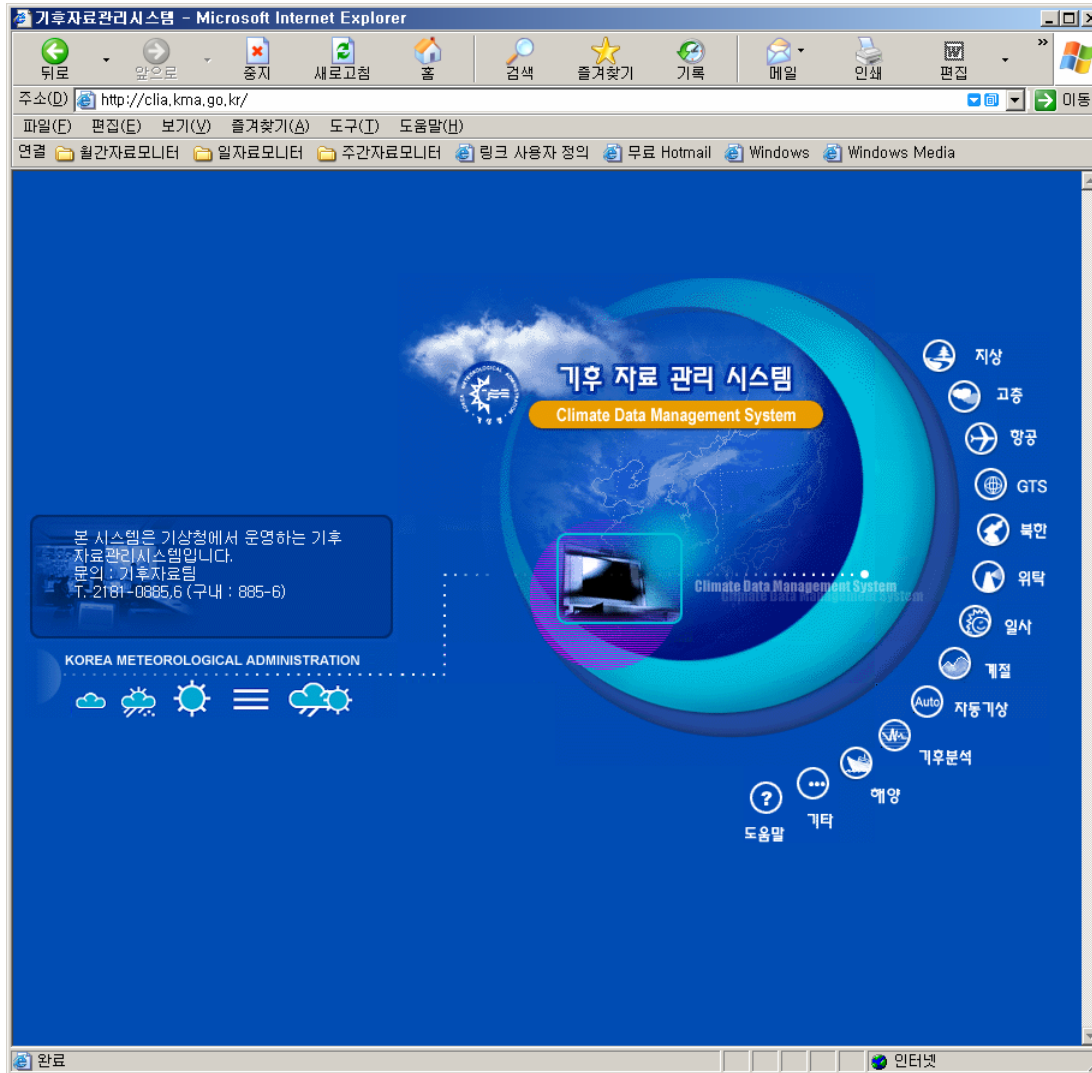 기후자료관리시스템 - Microsoft Internet Explorer
뒤로 앞으로 중지 새로고침 홈 검색 즐겨찾기 기록 메일 인쇄 편집 »
주소(D) http://clia.kma.go.kr/ 이동
파일(F) 편집(E) 보기(V) 즐겨찾기(A) 도구(T) 도움말(H)
연결 월간자료모니터 일자료모니터 주간자료모니터 링크 사용자 정의 무료 Hotmail Windows Windows Media
기후 자료 관리 시스템
Climate Data Management System
지상
고층
항공
GTS
북한
위탁
일사
계절
자동기상
Auto
기후분석
해양
기타
도움말
본 시스템은 기상청에서 운영하는 기후
자료관리시스템입니다.
문의 : 기후자료팀
T. 2181-0885,6 (구내 : 885-6)
Climate Data Management System
Climate Data Management System
KOREA METEOROLOGICAL ADMINISTRATION
완료 인터넷